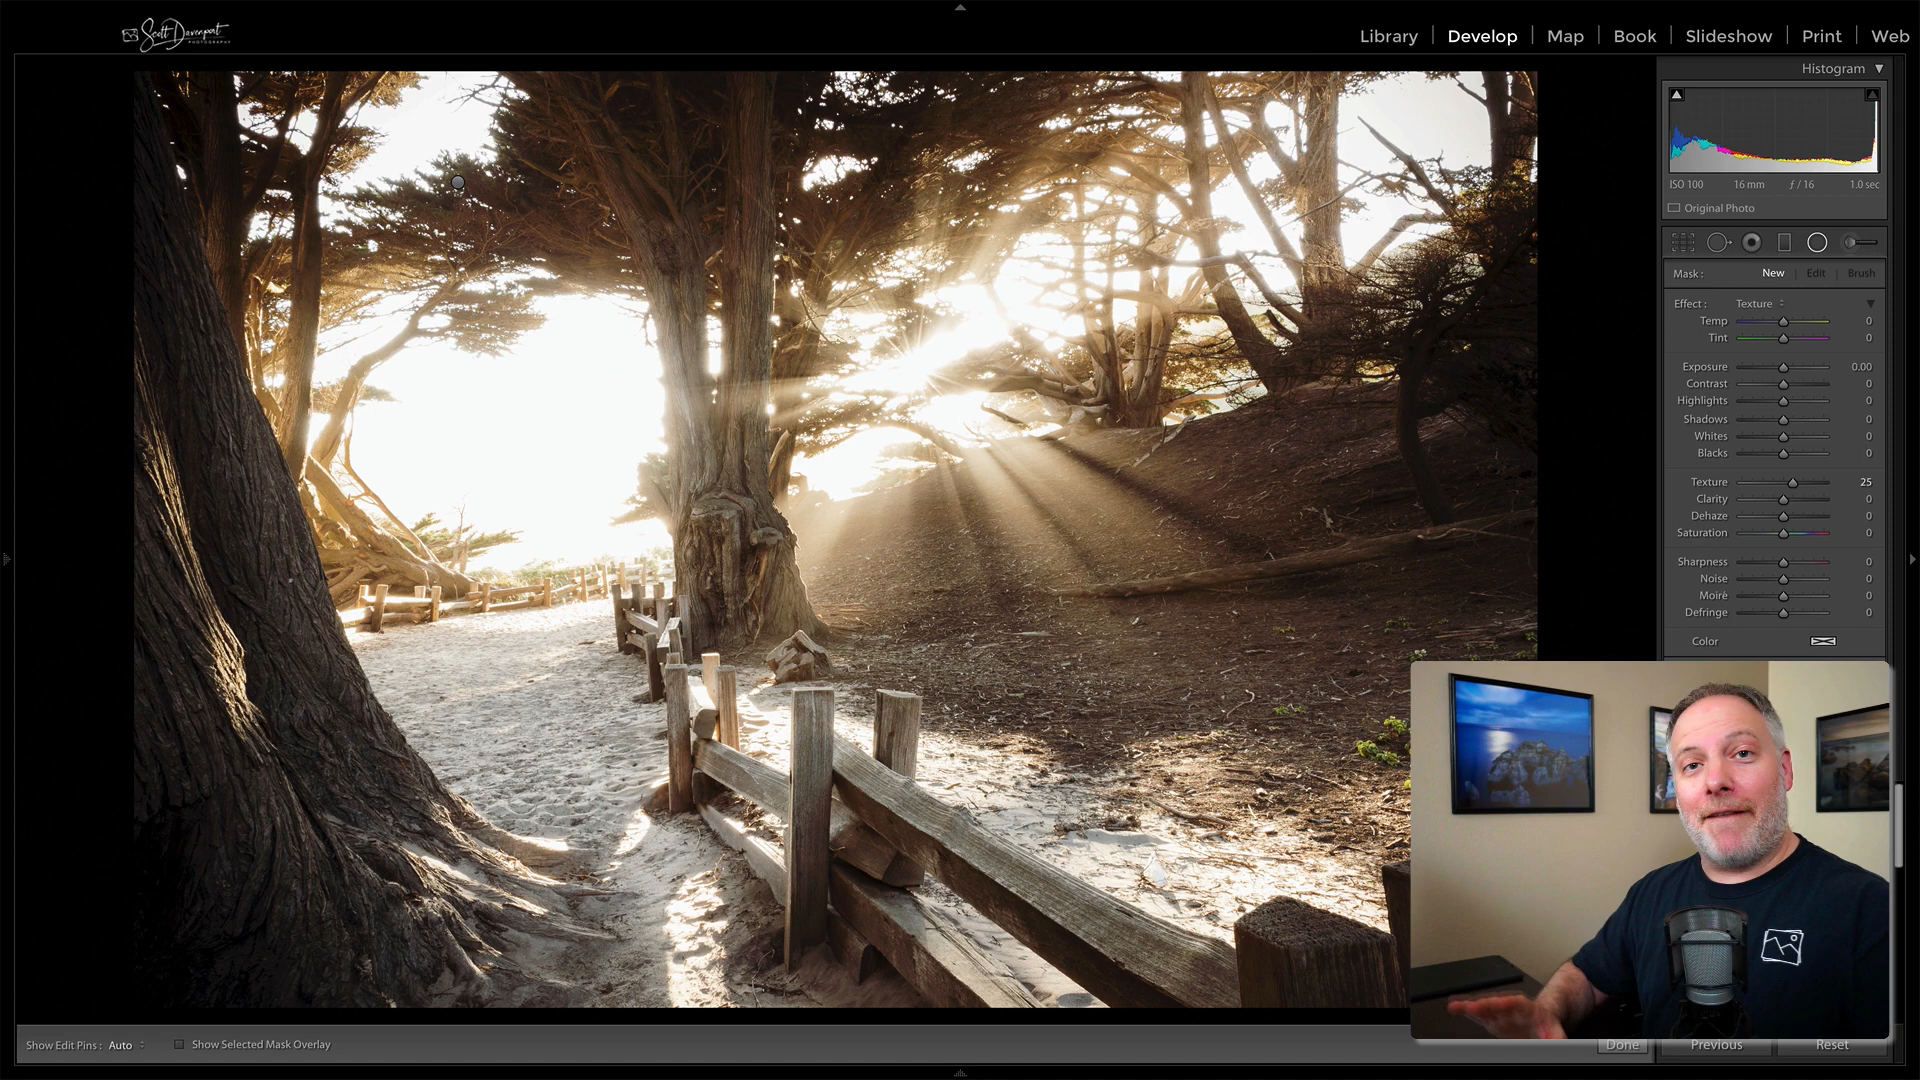 Scott Davenport
PHOTOGRAPHY
Library | Develop | Map | Book | Slideshow | Print | Web
Histogram
ISO 100 16 mm ƒ / 16 1.0 sec
Original Photo
Mask : New | Edit | Brush
Effect : Texture
Temp 0
Tint 0
Exposure 0.00
Contrast 0
Highlights 0
Shadows 0
Whites 0
Blacks 0
Texture 25
Clarity 0
Dehaze 0
Saturation 0
Sharpness 0
Noise 0
Moiré 0
Defringe 0
Color
Show Edit Pins : Auto Show Selected Mask Overlay Done Previous Reset